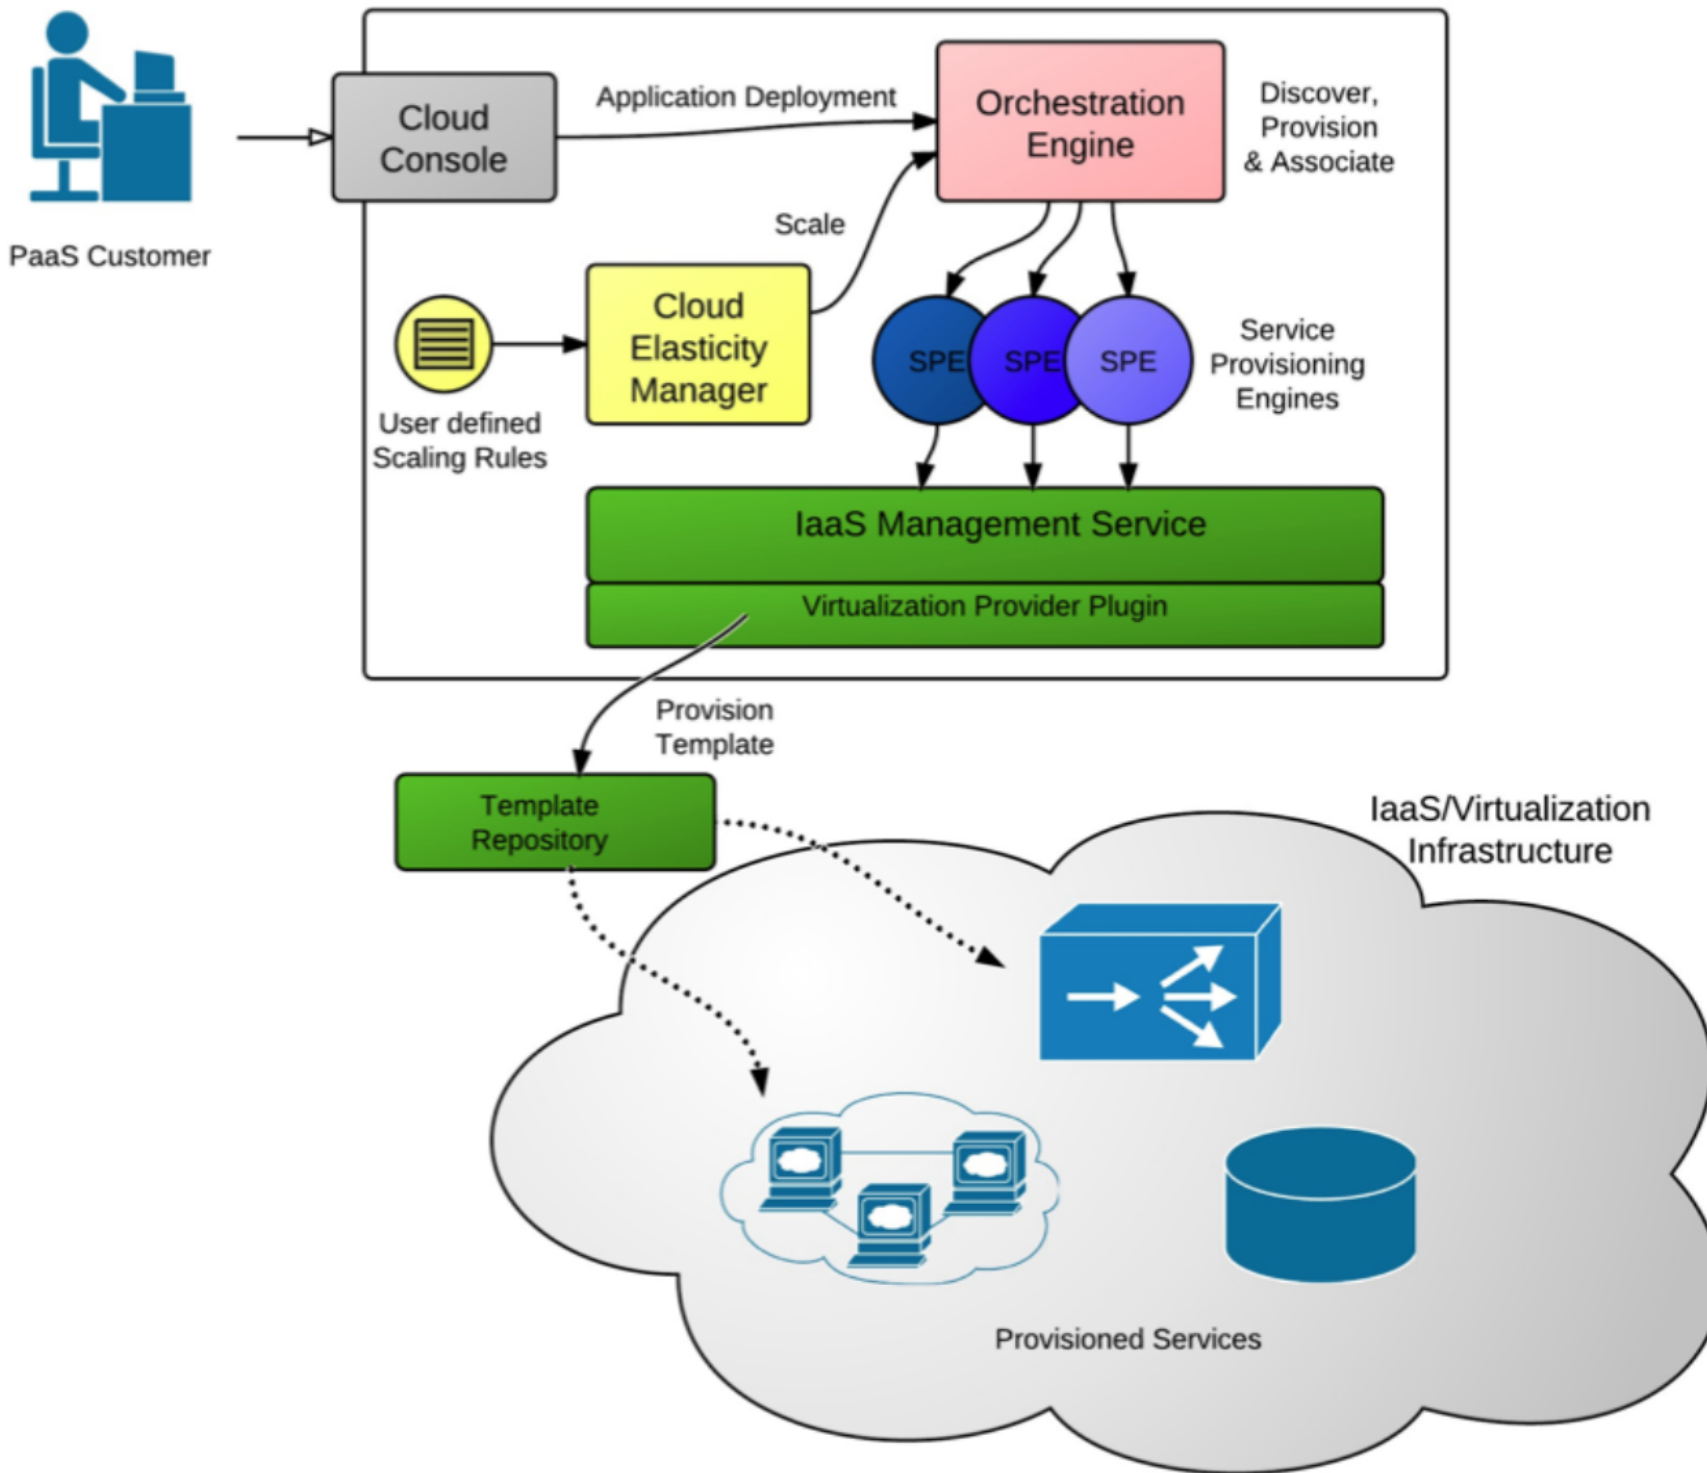 PaaS Customer
Cloud
Console
Application Deployment
Orchestration
Engine
Discover,
Provision
& Associate
Scale
User defined
Scaling Rules
Cloud
Elasticity
Manager
SPE
SPE
SPE
Service
Provisioning
Engines
IaaS Management Service
Virtualization Provider Plugin
Provision
Template
Template
Repository
IaaS/Virtualization
Infrastructure
Provisioned Services